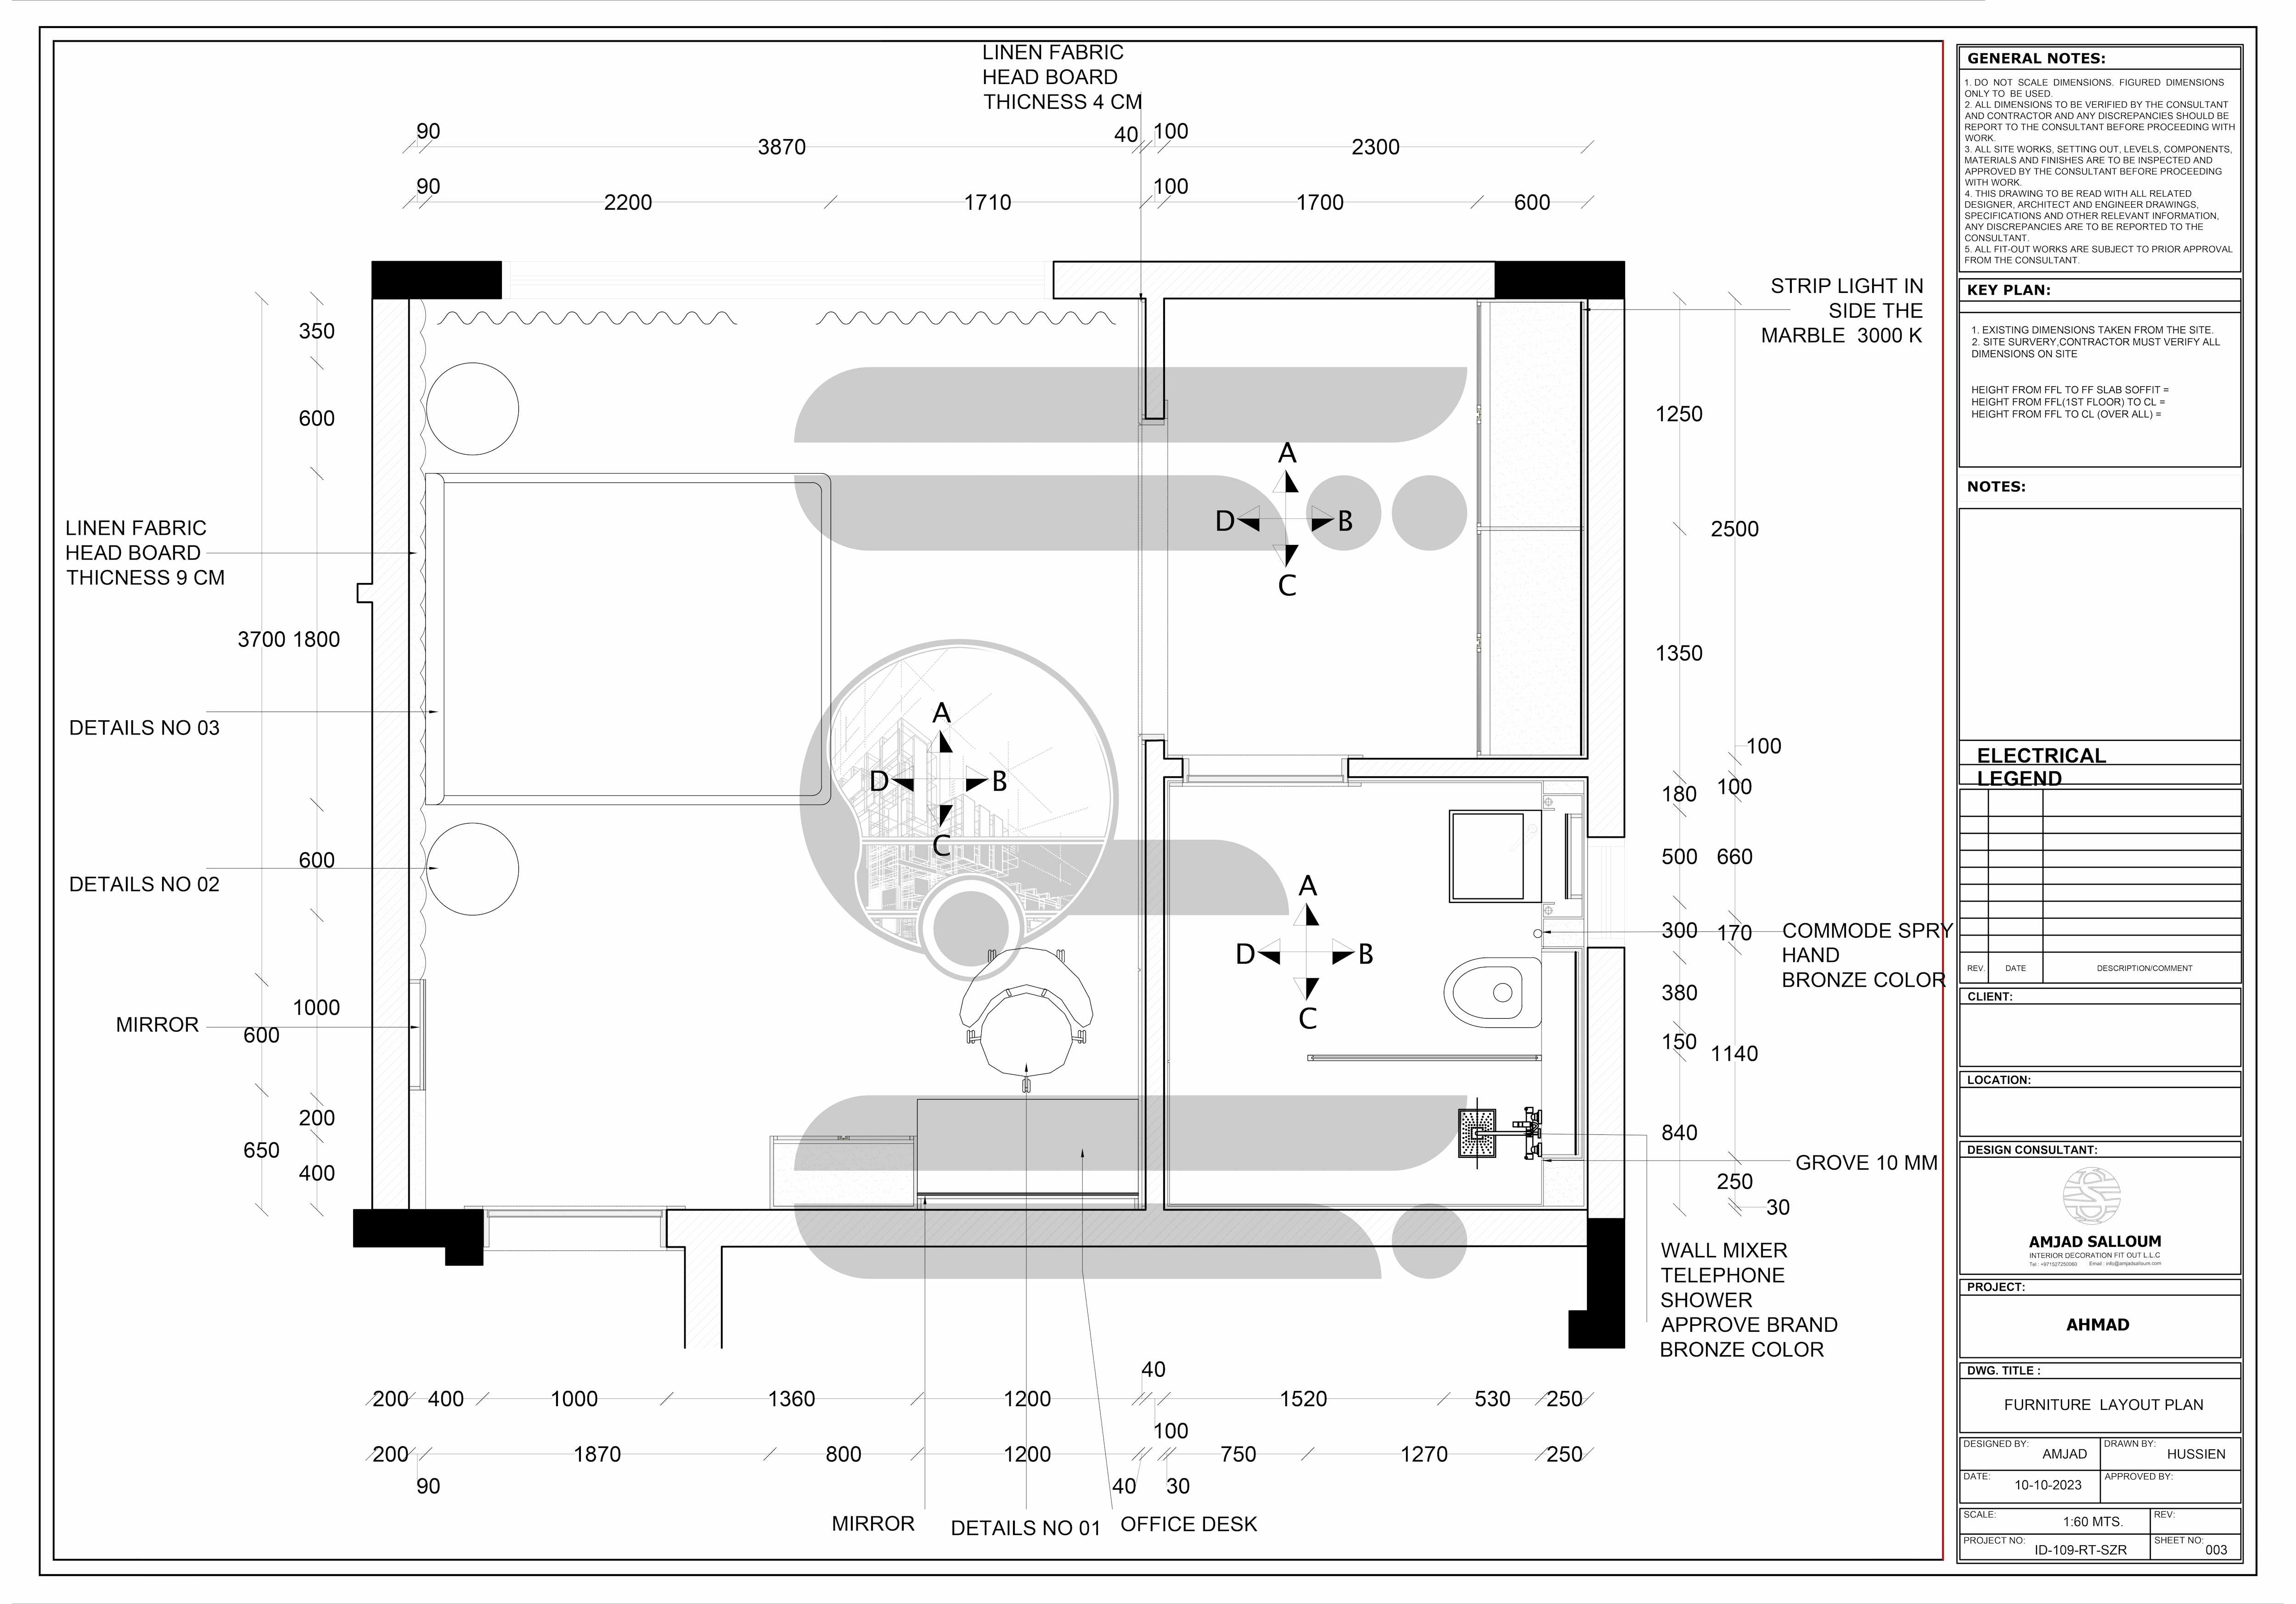 LINEN FABRIC
HEAD BOARD
THICNESS 4 CM
90
3870
40
100
2300
90
2200
1710
100
1700
600
STRIP LIGHT IN
SIDE THE
MARBLE 3000 K
350
600
3700
1800
600
1000
600
200
650
400
LINEN FABRIC
HEAD BOARD
THICNESS 9 CM
DETAILS NO 03
DETAILS NO 02
MIRROR
A
D
B
C
A
D
B
C
A
D
B
C
1250
2500
1350
100
180
100
500
660
300
170
380
150
1140
840
250
30
COMMODE SPRY
HAND
BRONZE COLOR
GROVE 10 MM
WALL MIXER
TELEPHONE
SHOWER
APPROVE BRAND
BRONZE COLOR
40
200
400
1000
1360
1200
1520
530
250
100
200
1870
800
1200
750
1270
250
90
40
30
MIRROR
DETAILS NO 01
OFFICE DESK
GENERAL NOTES:
1. DO NOT SCALE DIMENSIONS. FIGURED DIMENSIONS
ONLY TO BE USED.
2. ALL DIMENSIONS TO BE VERIFIED BY THE CONSULTANT
AND CONTRACTOR AND ANY DISCREPANCIES SHOULD BE
REPORT TO THE CONSULTANT BEFORE PROCEEDING WITH
WORK.
3. ALL SITE WORKS, SETTING OUT, LEVELS, COMPONENTS,
MATERIALS AND FINISHES ARE TO BE INSPECTED AND
APPROVED BY THE CONSULTANT BEFORE PROCEEDING
WITH WORK.
4. THIS DRAWING TO BE READ WITH ALL RELATED
DESIGNER, ARCHITECT AND ENGINEER DRAWINGS,
SPECIFICATIONS AND OTHER RELEVANT INFORMATION,
ANY DISCREPANCIES ARE TO BE REPORTED TO THE
CONSULTANT.
5. ALL FIT-OUT WORKS ARE SUBJECT TO PRIOR APPROVAL
FROM THE CONSULTANT.
KEY PLAN:
1. EXISTING DIMENSIONS TAKEN FROM THE SITE.
2. SITE SURVERY,CONTRACTOR MUST VERIFY ALL
DIMENSIONS ON SITE
HEIGHT FROM FFL TO FF SLAB SOFFIT =
HEIGHT FROM FFL(1ST FLOOR) TO CL =
HEIGHT FROM FFL TO CL (OVER ALL) =
NOTES:
ELECTRICAL
LEGEND
REV.
DATE
DESCRIPTION/COMMENT
CLIENT:
LOCATION:
DESIGN CONSULTANT:
AMJAD SALLOUM
INTERIOR DECORATION FIT OUT L.L.C
Tel : +971527250060 Email : info@amjadsalloum.com
PROJECT:
AHMAD
DWG. TITLE :
FURNITURE LAYOUT PLAN
DESIGNED BY:
AMJAD
DRAWN BY:
HUSSIEN
DATE:
10-10-2023
APPROVED BY:
SCALE:
1:60 MTS.
REV:
PROJECT NO:
ID-109-RT-SZR
SHEET NO:
003